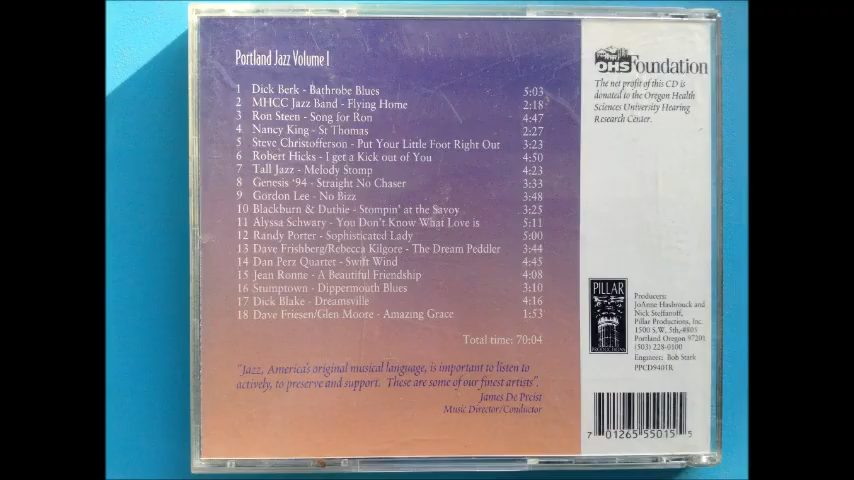 Portland Jazz Volume 1
1 Dick Berk - Bathrobe Blues 5:03
2 MHCC Jazz Band - Flying Home 2:18
3 Ron Steen - Song for Ron 4:47
4 Nancy King - St Thomas 2:27
5 Steve Christofferson - Put Your Little Foot Right Out 3:23
6 Robert Hicks - I get a Kick out of You 4:50
7 Tall Jazz - Melody Stomp 4:23
8 Genesis '94 - Straight No Chaser 3:33
9 Gordon Lee - No Bizz 3:48
10 Blackburn & Duthie - Stompin' at the Savoy 3:25
11 Alyssa Schwary - You Don't Know What Love is 5:11
12 Randy Porter - Sophisticated Lady 5:00
13 Dave Frishberg/Rebecca Kilgore - The Dream Peddler 3:44
14 Dan Perz Quartet - Swift Wind 4:45
15 Jean Ronne - A Beautiful Friendship 4:08
16 Stumptown - Dippermouth Blues 3:10
17 Dick Blake - Dreamsville 4:16
18 Dave Friesen/Glen Moore - Amazing Grace 1:53
Total time: 70:04
"Jazz, America's original musical language, is important to listen to
actively, to preserve and support. These are some of our finest artists".
James De Preist
Music Director/Conductor
OHS Foundation
The net profit of this CD is
donated to the Oregon Health
Sciences University Hearing
Research Center.
PILLAR
PRODUCTIONS
Producers:
JoAnne Hasbrouck and
Nick Steffanoff,
Pillar Productions, Inc.
1500 S.W. 5th, #805
Portland Oregon 97201
(503) 228-0100
Engineer: Bob Stark
PPCD9401R
7 01265 55015 5